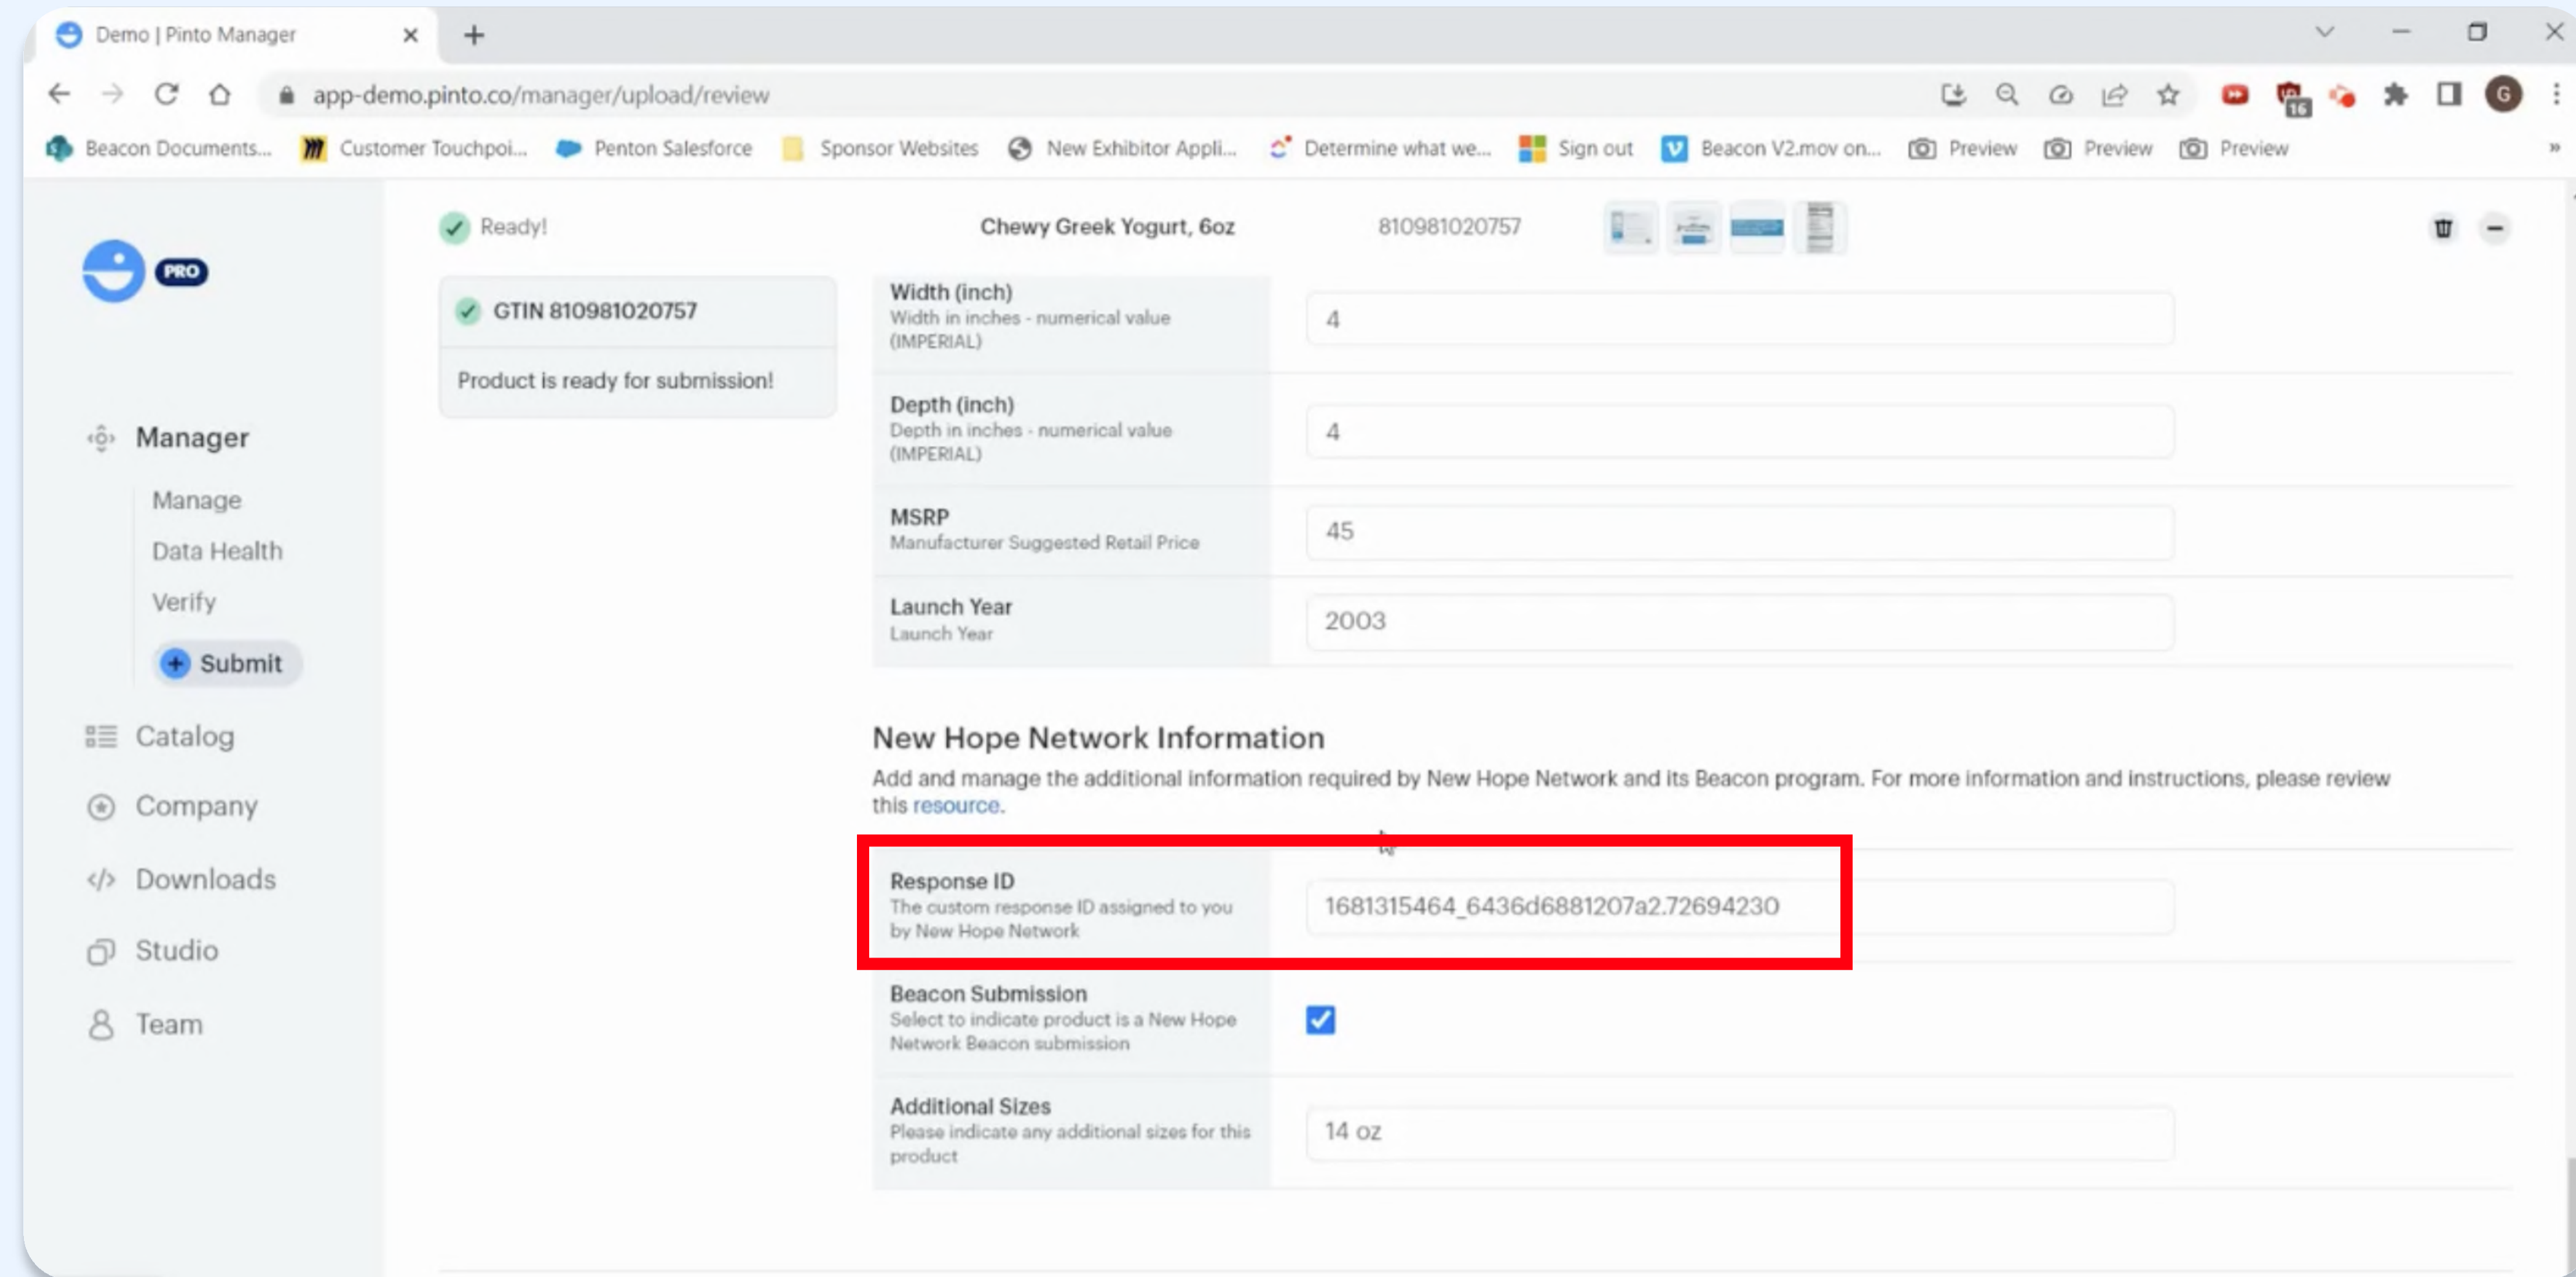 Demo | Pinto Manager
app-demo.pinto.co/manager/upload/review
16
G
Beacon Documents... Customer Touchpoi... Penton Salesforce Sponsor Websites New Exhibitor Appli... Determine what we... Sign out Beacon V2.mov on... Preview Preview Preview »
PRO
Manager
Manage
Data Health
Verify
Submit
Catalog
Company
Downloads
Studio
Team
Ready! Chewy Greek Yogurt, 6oz 810981020757
GTIN 810981020757
Product is ready for submission!
Width (inch)
Width in inches - numerical value
(IMPERIAL)
4
Depth (inch)
Depth in inches - numerical value
(IMPERIAL)
4
MSRP
Manufacturer Suggested Retail Price
45
Launch Year
Launch Year
2003
New Hope Network Information
Add and manage the additional information required by New Hope Network and its Beacon program. For more information and instructions, please review
this resource.
Response ID
The custom response ID assigned to you
by New Hope Network
1681315464_6436d6881207a2.72694230
Beacon Submission
Select to indicate product is a New Hope
Network Beacon submission
Additional Sizes
Please indicate any additional sizes for this
product
14 oz